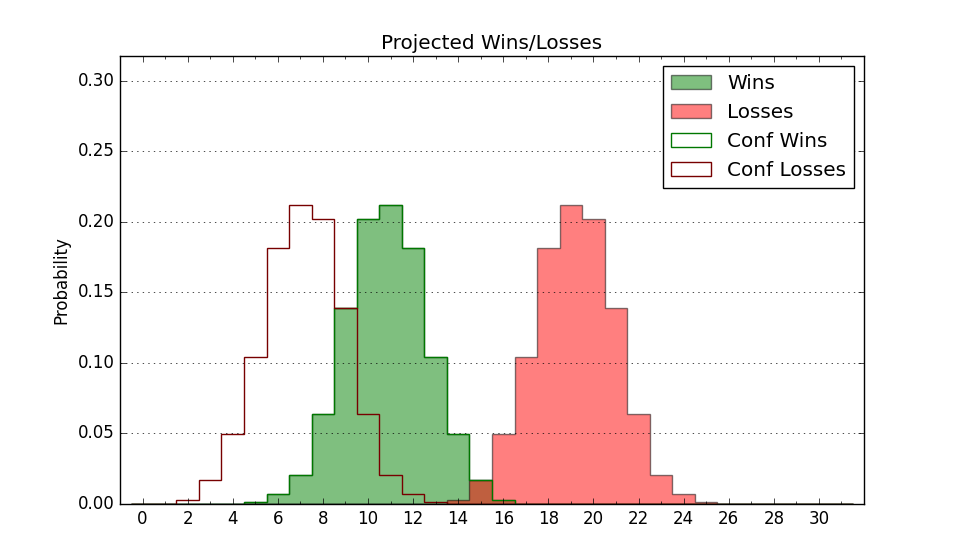 Projected Wins/Losses
Wins
Losses
Conf Wins
Conf Losses
Probability
0.30
0.25
0.20
0.15
0.10
0.05
0.00
0 2 4 6 8 10 12 14 16 18 20 22 24 26 28 30